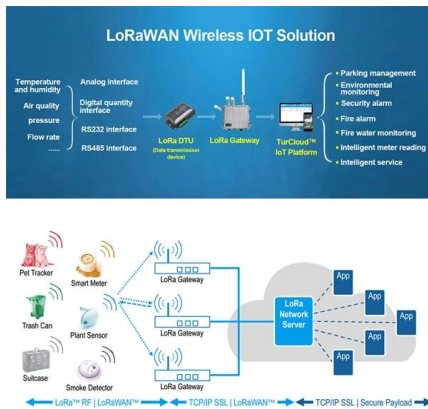 LoRaWAN Wireless IOT Solution
Temperature
and humidity
Air quality
pressure
Flow rate
......
Analog interface
Digital quantity
interface
RS232 interface
RS485 interface
LoRa DTU
(Data transmission
device)
LoRa Gateway
TurCloud™
IoT Platform
• Parking management
• Environmental
monitoring
• Security alarm
• Fire alarm
• Fire water monitoring
• Intelligent meter reading
• Intelligent service
Pet Tracker
Smart Meter
Trash Can
Plant Sensor
Suitcase
Smoke Detector
LoRa Gateway
LoRa Gateway
LoRa Gateway
LoRa
Network
Server
App
App
App
App
App
LoRa™ RF | LoRaWAN™
TCP/IP SSL | LoRaWAN™
TCP/IP SSL | Secure Payload